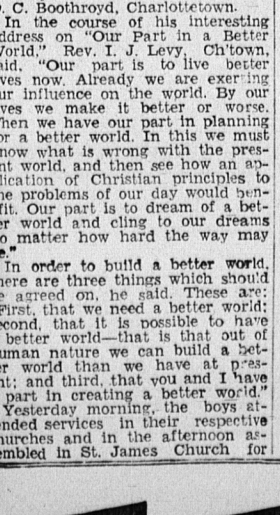 . C. Boothroyd, Charlottetown.
In the course of his interesting
ddress on "Our Part in a Better
World," Rev. I. J. Levy, Ch'town,
aid, "Our part is to live better
ves now. Already we are exerting
ur influence on the world. By our
ves we make it better or worse.
hen we have our part in planning
or a better world. In this we must
now what is wrong with the pres-
nt world, and then see how an ap-
lication of Christian principles to
he problems of our day would ben-
fit. Our part is to dream of a bet-
er world and cling to our dreams
o matter how hard the way may
e."
In order to build a better world,
here are three things which should
e agreed on, he said. These are:
First, that we need a better world;
econd, that it is possible to have
better world—that is that out of
uman nature we can build a bet-
er world than we have at pres-
nt; and third, that you and I have
part in creating a better world."
Yesterday morning, the boys at-
ended services in their respective
hurches and in the afternoon as-
embled in St. James Church for